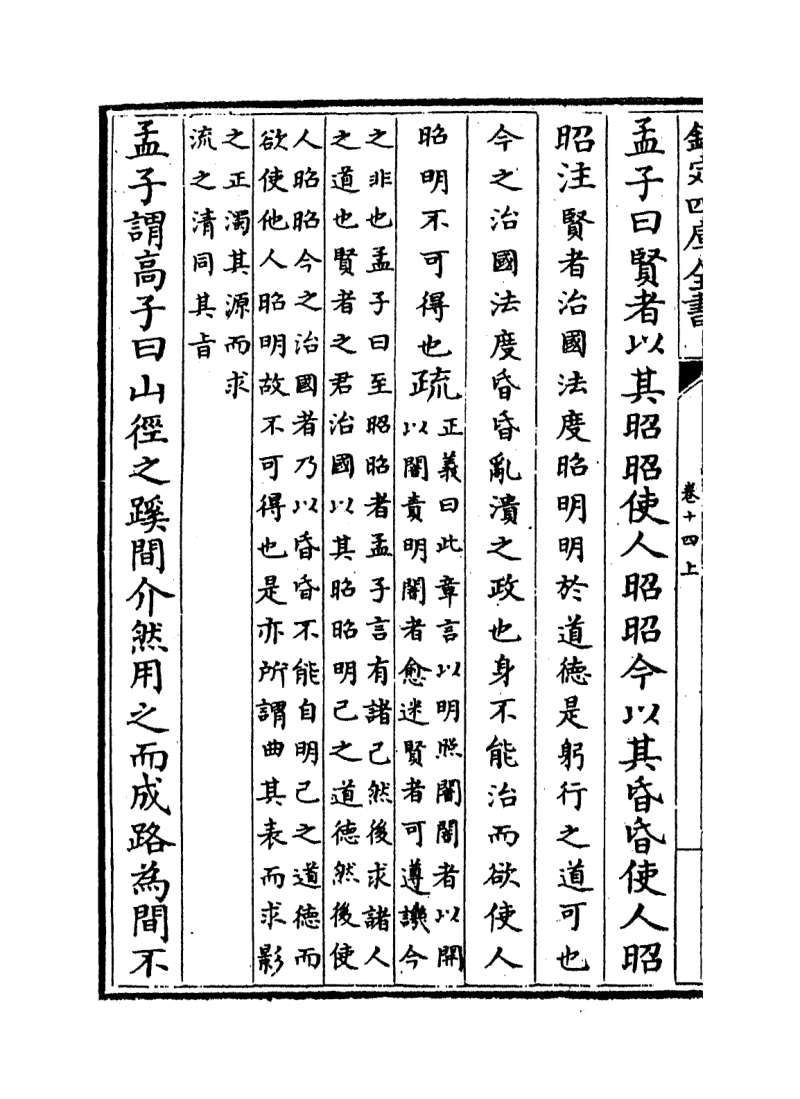 欽定四庫全書
卷十四上
孟子曰賢者以其昭昭使人昭昭今以其昏昏使人昭
昭注賢者治國法度昭明明於道德是躬行之道可也
今之治國法度昏昏亂潰之政也身不能治而欲使人
昭明不可得也疏
正義曰此章言以明照闇闇者以開
以闇責明闇者愈迷賢者可遵譏今
之非也孟子曰至昭昭者孟子言有諸己然後求諸人
之道也賢者之君治國以其昭昭明己之道德然後使
人昭昭今之治國者乃以昏昏不能自明己之道德而
欲使他人昭明故不可得也是亦所謂曲其表而求影
之正濁其源而求
流之清同其旨
孟子謂高子曰山徑之蹊間介然用之而成路為間不